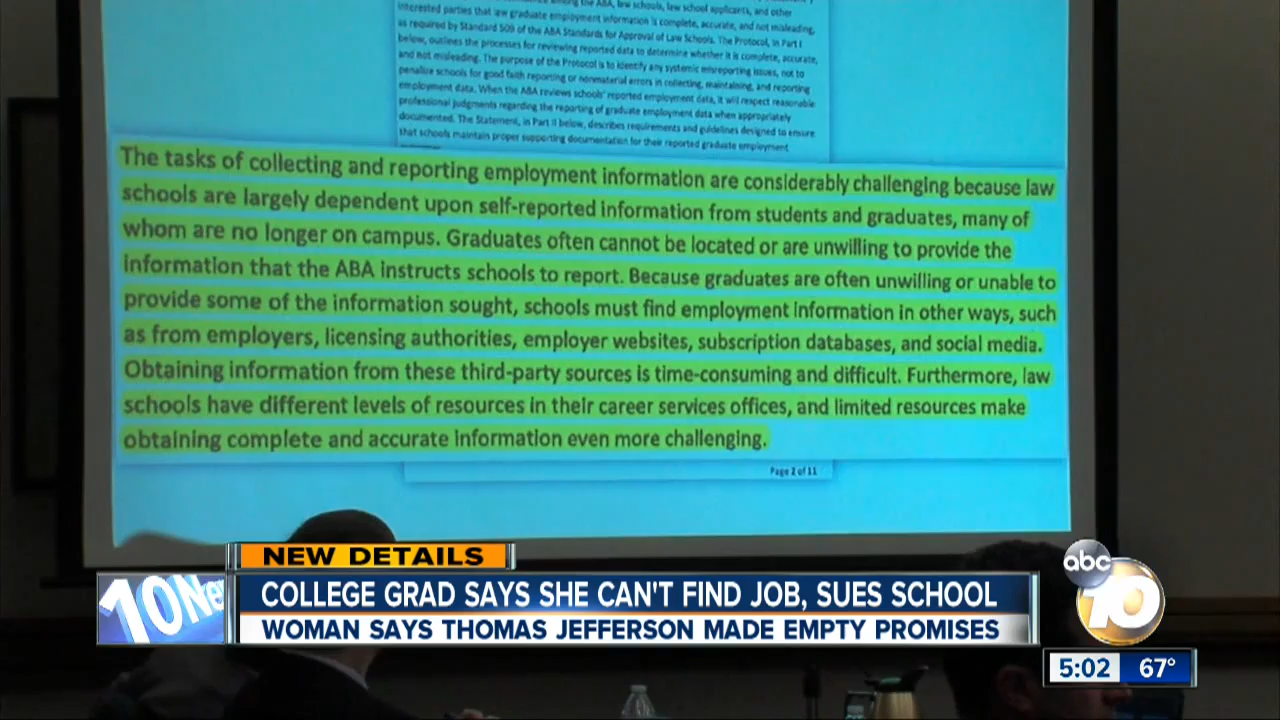 among the ABA, law schools, law school applicants, and other
interested parties that law graduate employment information is complete, accurate, and not misleading,
as required by Standard 509 of the ABA Standards for Approval of Law Schools. The Protocol, in Part I
below, outlines the processes for reviewing reported data to determine whether it is complete, accurate,
and not misleading. The purpose of the Protocol is to identify any systemic misreporting issues, not to
penalize schools for good faith reporting or nonmaterial errors in collecting, maintaining, and reporting
employment data. When the ABA reviews schools' reported employment data, it will respect reasonable
professional judgments regarding the reporting of graduate employment data when appropriately
documented. The Statement, in Part II below, describes requirements and guidelines designed to ensure
that schools maintain proper supporting documentation for their reported graduate employment
The tasks of collecting and reporting employment information are considerably challenging because law
schools are largely dependent upon self-reported information from students and graduates, many of
whom are no longer on campus. Graduates often cannot be located or are unwilling to provide the
information that the ABA instructs schools to report. Because graduates are often unwilling or unable to
provide some of the information sought, schools must find employment information in other ways, such
as from employers, licensing authorities, employer websites, subscription databases, and social media.
Obtaining information from these third-party sources is time-consuming and difficult. Furthermore, law
schools have different levels of resources in their career services offices, and limited resources make
obtaining complete and accurate information even more challenging.
Page 2 of 11
NEW DETAILS
10Ne
COLLEGE GRAD SAYS SHE CAN'T FIND JOB, SUES SCHOOL
WOMAN SAYS THOMAS JEFFERSON MADE EMPTY PROMISES
abc
10
5:02 67°